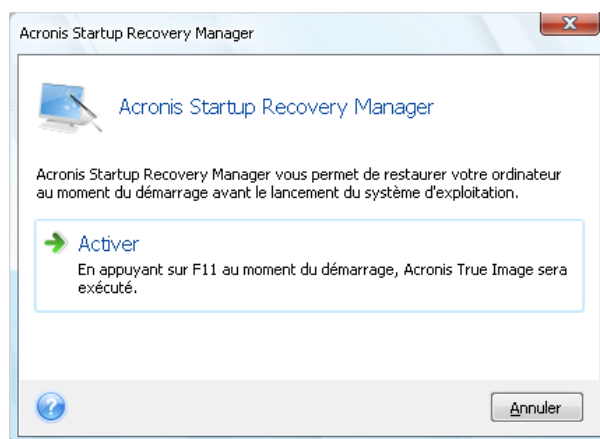 Acronis Startup Recovery Manager
Acronis Startup Recovery Manager
Acronis Startup Recovery Manager vous permet de restaurer votre ordinateur
au moment du démarrage avant le lancement du système d'exploitation.
Activer
En appuyant sur F11 au moment du démarrage, Acronis True Image sera
exécuté.
Annuler